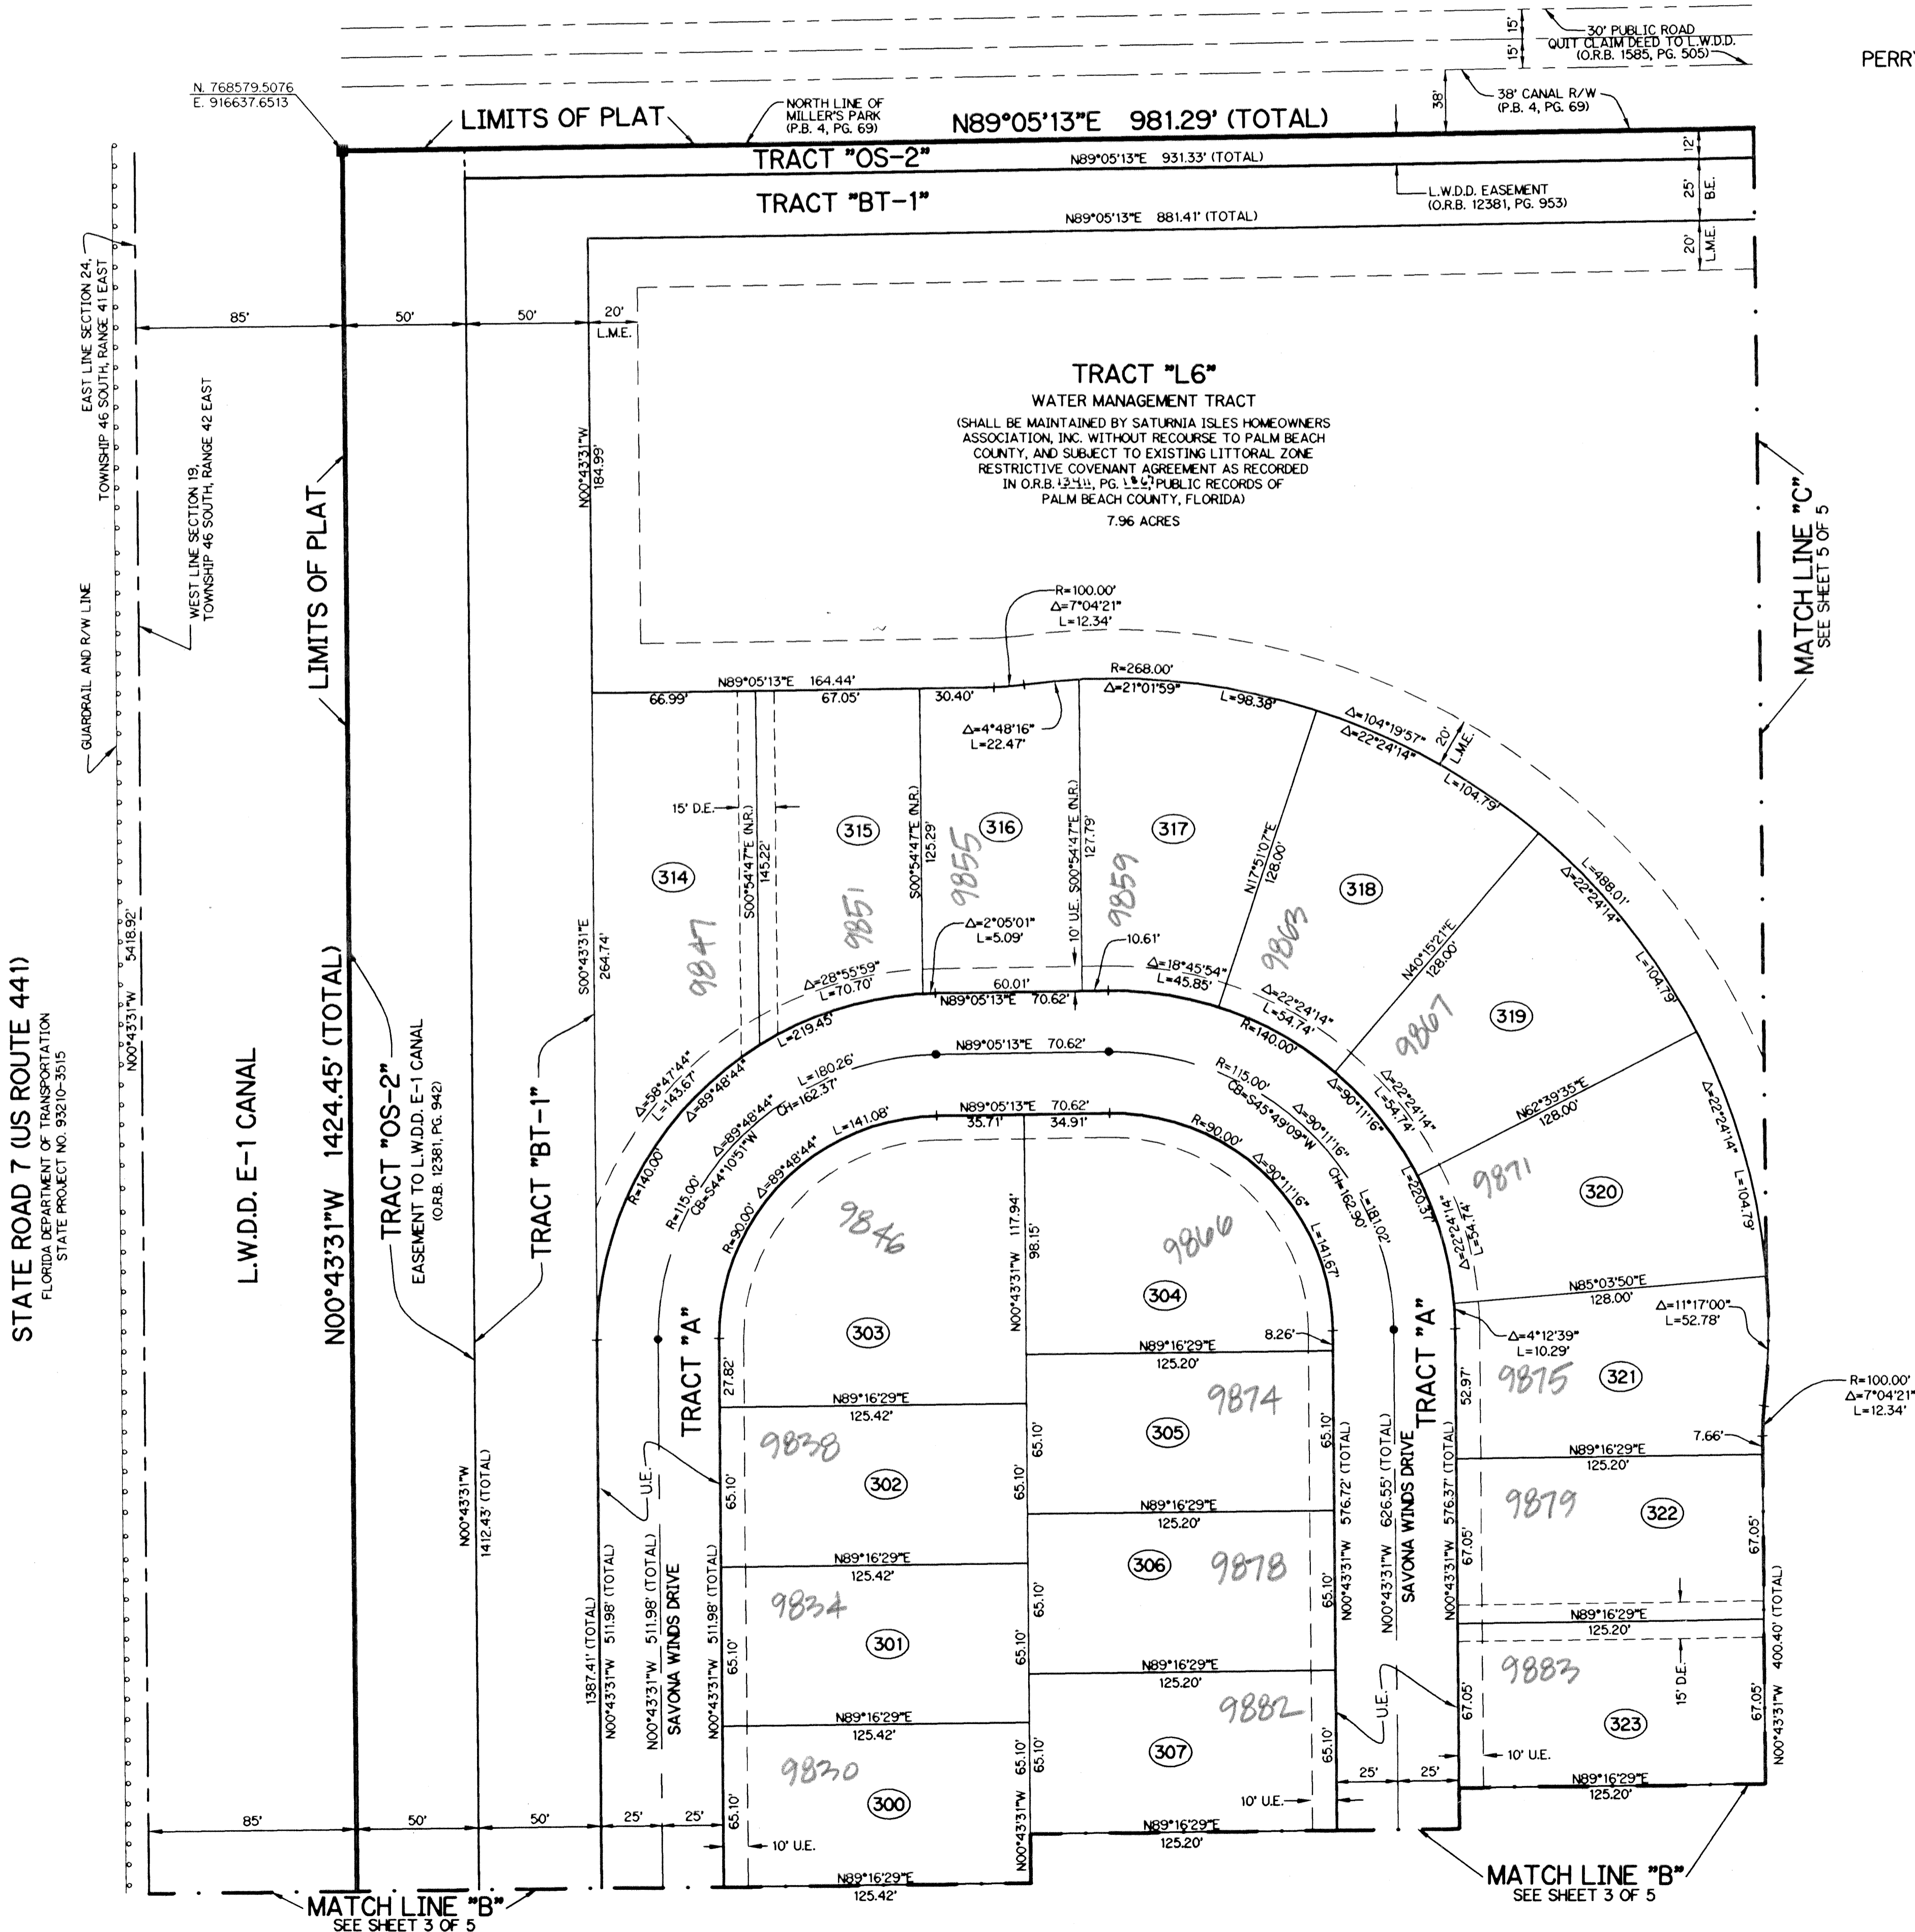 30' PUBLIC ROAD
QUIT CLAIM DEED TO L.W.D.D.
(O.R.B. 1585, PG. 505)
15' 15'
PERRY
38'
38' CANAL R/W
(P.B. 4, PG. 69)
N. 768579.5076
E. 916637.6513
LIMITS OF PLAT
NORTH LINE OF
MILLER'S PARK
(P.B. 4, PG. 69)
N89°05'13"E 981.29' (TOTAL)
TRACT "OS-2"
N89°05'13"E 931.33' (TOTAL)
12'
TRACT "BT-1"
L.W.D.D. EASEMENT
(O.R.B. 12381, PG. 953)
25'
B.E.
N89°05'13"E 881.41' (TOTAL)
20'
L.M.E.
EAST LINE SECTION 24,
TOWNSHIP 46 SOUTH, RANGE 41 EAST
85'
50'
50'
20'
L.M.E.
WEST LINE SECTION 19,
TOWNSHIP 46 SOUTH, RANGE 42 EAST
GUARDRAIL AND R/W LINE
LIMITS OF PLAT
N00°43'31"W
184.99'
TRACT "L6"
WATER MANAGEMENT TRACT
(SHALL BE MAINTAINED BY SATURNIA ISLES HOMEOWNERS
ASSOCIATION, INC. WITHOUT RECOURSE TO PALM BEACH
COUNTY, AND SUBJECT TO EXISTING LITTORAL ZONE
RESTRICTIVE COVENANT AGREEMENT AS RECORDED
IN O.R.B. 13411, PG. 1867, PUBLIC RECORDS OF
PALM BEACH COUNTY, FLORIDA)
7.96 ACRES
MATCH LINE "C"
SEE SHEET 5 OF 5
R=100.00'
Δ=7°04'21"
L=12.34'
N89°05'13"E 164.44'
66.99'
67.05'
30.40'
R=268.00'
Δ=21°01'59"
L=98.38'
Δ=4°48'16"
L=22.47'
Δ=104°19'57"
Δ=22°24'14"
20'
L.M.E.
L=104.79'
15' D.E.
S00°54'47"E (N.R.)
145.22'
S00°54'47"E (N.R.)
125.29'
10' U.E. S00°54'47"E (N.R.)
127.79'
N17°51'07"E
128.00'
314
9847
315
9851
316
9855
317
9859
318
9863
L=488.01'
Δ=22°24'14"
N40°15'21"E
128.00'
L=104.79'
319
9867
Δ=2°05'01"
L=5.09'
10.61'
Δ=28°55'59"
L=70.70'
60.01'
N89°05'13"E 70.62'
Δ=18°45'54"
L=45.85'
Δ=22°24'14"
L=54.74'
R=140.00'
L=219.45'
S00°43'31"E
264.74'
N00°43'31"W 5418.92'
STATE ROAD 7 (US ROUTE 441)
FLORIDA DEPARTMENT OF TRANSPORTATION
STATE PROJECT NO. 93210-3515
L.W.D.D. E-1 CANAL
N00°43'31"W 1424.45' (TOTAL)
TRACT "OS-2"
EASEMENT TO L.W.D.D. E-1 CANAL
(O.R.B. 12381, PG. 942)
TRACT "BT-1"
Δ=58°47'44"
L=143.67'
Δ=89°48'44"
R=140.00'
L=180.26'
CH=162.37'
Δ=89°48'44"
CB=S44°10'51"W
R=115.00'
N89°05'13"E 70.62'
R=115.00'
CB=S45°49'09"W
Δ=90°11'16"
CH=162.90'
L=181.02'
Δ=90°11'16"
Δ=22°24'14"
L=54.74'
L=220.37'
N62°39'35"E
128.00'
Δ=22°24'14"
L=104.79'
L=141.08'
Δ=89°48'44"
R=90.00'
N89°05'13"E 70.62'
35.71'
34.91'
R=90.00'
Δ=90°11'16"
L=141.67'
9871
320
Δ=22°24'14"
L=54.74'
9846
303
N00°43'31"W 117.94'
98.15'
9866
304
N85°03'50"E
128.00'
Δ=11°17'00"
L=52.78'
Δ=4°12'39"
L=10.29'
8.26'
N89°16'29"E
125.20'
TRACT "A"
27.82'
TRACT "A"
52.97'
9875
321
R=100.00'
Δ=7°04'21"
L=12.34'
7.66'
N89°16'29"E
125.42'
9838
302
65.10'
65.10'
65.10'
U.E.
9874
305
65.10'
N89°16'29"E
125.20'
N89°16'29"E
125.20'
9879
322
67.05'
67.05'
N00°43'31"W
1412.43' (TOTAL)
N89°16'29"E
125.42'
9834
301
65.10'
65.10'
65.10'
306
9878
65.10'
N00°43'31"W 576.72' (TOTAL)
N00°43'31"W 626.55' (TOTAL)
SAVONA WINDS DRIVE
N00°43'31"W 576.37' (TOTAL)
N89°16'29"E
125.20'
15' D.E.
1387.41' (TOTAL)
N00°43'31"W 511.98' (TOTAL)
N00°43'31"W 511.98' (TOTAL)
SAVONA WINDS DRIVE
N00°43'31"W 511.98' (TOTAL)
N89°16'29"E
125.20'
9883
323
67.05'
67.05'
N00°43'31"W 400.40' (TOTAL)
U.E.
N89°16'29"E
125.42'
9830
300
65.10'
N00°43'31"W 65.10'
65.10'
9882
307
65.10'
10' U.E.
25'
25'
10' U.E.
N89°16'29"E
125.20'
85'
50'
50'
25'
25'
10' U.E.
N89°16'29"E
125.20'
N89°16'29"E
125.42'
MATCH LINE "B"
SEE SHEET 3 OF 5
MATCH LINE "B"
SEE SHEET 3 OF 5